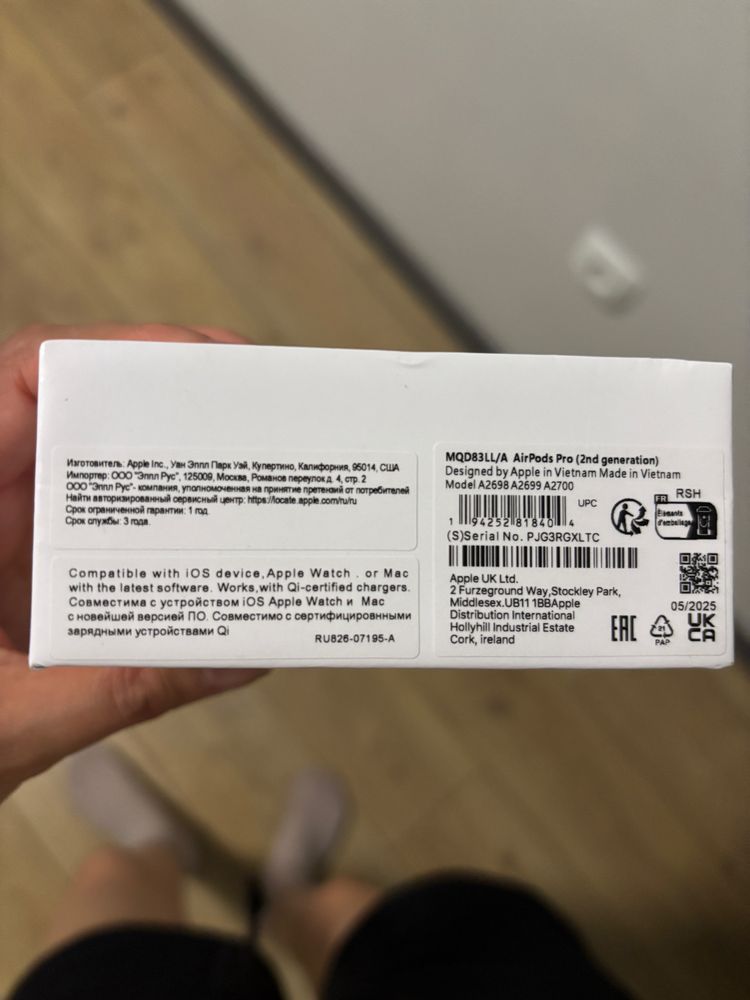 Изготовитель: Apple Inc., Уан Эппл Парк Уэй, Купертино, Калифорния, 95014, США
Импортер: ООО "Эппл Рус", 125009, Москва, Романов переулок д. 4, стр. 2
ООО "Эппл Рус"- компания, уполномоченная на принятие претензий от потребителей
Найти авторизированный сервисный центр: https://locate.apple.com/ru/ru
Срок ограниченной гарантии: 1 год
Срок службы: 3 года.
Compatible with iOS device,Apple Watch . or Mac
with the latest software. Works,with Qi-certified chargers.
Совместима с устройством iOS Apple Watch и Mac
с новейшей версией ПО. Совместимо с сертифицировнными
зарядными устройствами Qi
RU826-07195-A
MQD83LL/A AirPods Pro (2nd generation)
Designed by Apple in Vietnam Made in Vietnam
Model A2698 A2699 A2700
UPC
1 94252 81840 4
FR
RSH
Éléments
d'emballage
(S)Serial No. PJG3RGXLTC
Apple UK Ltd.
2 Furzeground Way,Stockley Park,
Middlesex.UB11 1BBApple
Distribution International
Hollyhill Industrial Estate
Cork, ireland
EAC
21
PAP
05/2025
UK
CA